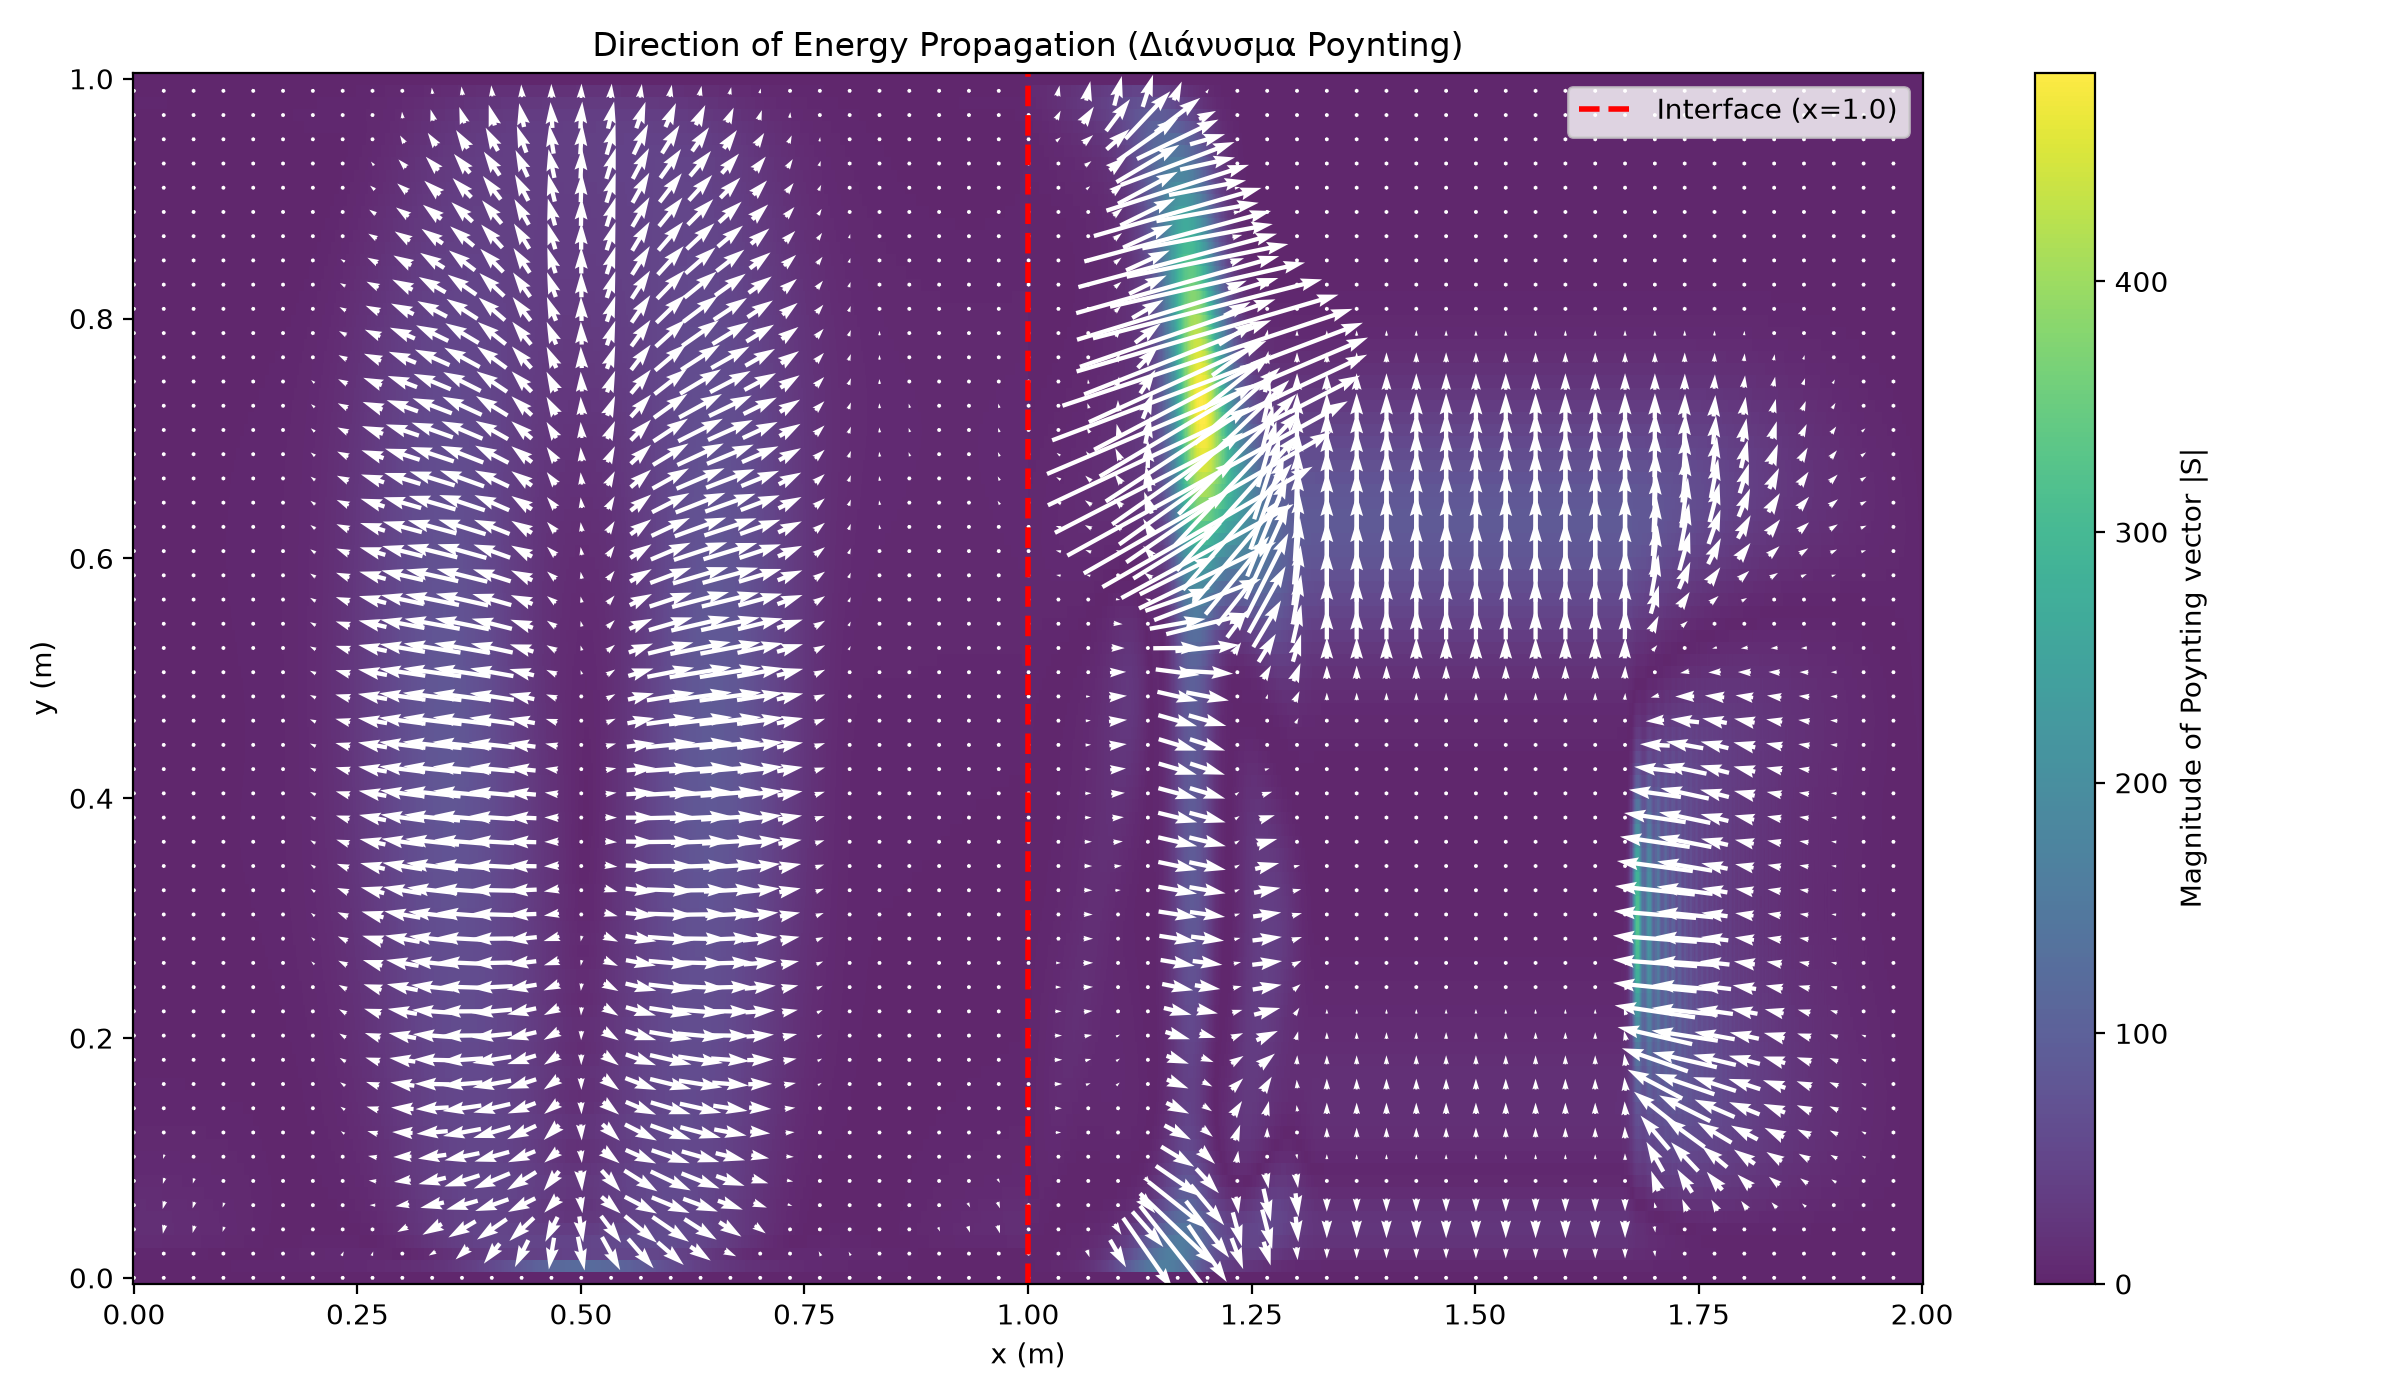 Direction of Energy Propagation (Διάνυσμα Poynting)
Interface (x=1.0)
1.0
0.8
0.6
0.4
0.2
0.0
y (m)
0.00 0.25 0.50 0.75 1.00 1.25 1.50 1.75 2.00
x (m)
400
300
200
100
0
Magnitude of Poynting vector |S|